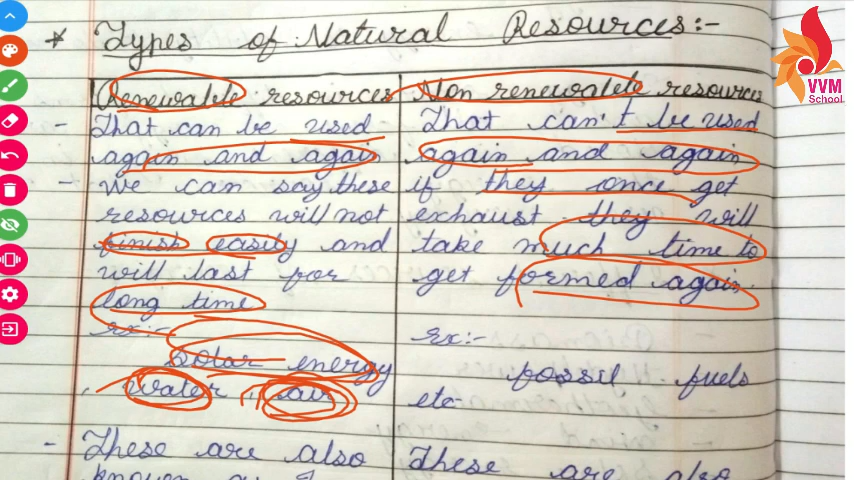 * Types of Natural Resources:-
VVM
School
Renewable resources
- That can be used
again and again
- We can say these
resources will not
finish easily and
will last for
long time
ex:-
Solar energy
, water, air
- These are also
Non renewable resources
That can't be used
again and again
if they once get
exhaust they will
take much time to
get formed again.
ex:-
fossil fuels
etc
These are also